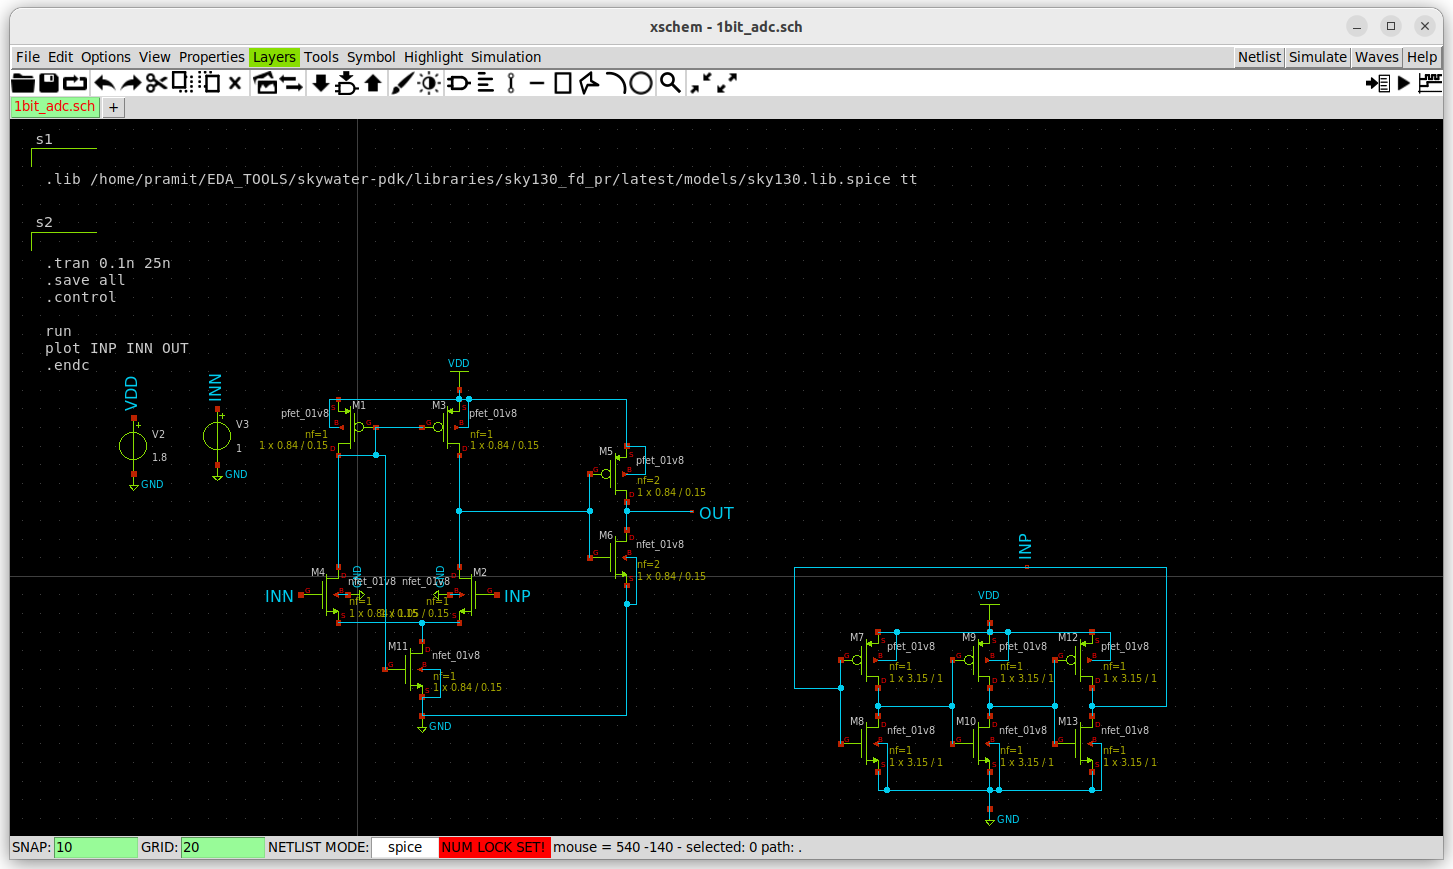 xschem - 1bit_adc.sch
File Edit Options View Properties Layers Tools Symbol Highlight Simulation Netlist Simulate Waves Help
1bit_adc.sch +
s1
.lib /home/pramit/EDA_TOOLS/skywater-pdk/libraries/sky130_fd_pr/latest/models/sky130.lib.spice tt
s2
.tran 0.1n 25n
.save all
.control
run
plot INP INN OUT
.endc
VDD
V2
1.8
GND
INN
V3
1
GND
VDD
M1
pfet_01v8
nf=1
1 x 0.84 / 0.15
M3
pfet_01v8
nf=1
1 x 0.84 / 0.15
M5
pfet_01v8
nf=2
1 x 0.84 / 0.15
OUT
M6
nfet_01v8
nf=2
1 x 0.84 / 0.15
INN
M4
GND
nfet_01v8
nf=1
1 x 0.84 / 0.15
GND
nfet_01v8
M2
nf=1
1 x 0.84 / 0.15
INP
M11
nfet_01v8
nf=1
1 x 0.84 / 0.15
GND
INP
VDD
M7
pfet_01v8
nf=1
1 x 3.15 / 1
M9
pfet_01v8
nf=1
1 x 3.15 / 1
M12
pfet_01v8
nf=1
1 x 3.15 / 1
M8
nfet_01v8
nf=1
1 x 3.15 / 1
M10
nfet_01v8
nf=1
1 x 3.15 / 1
M13
nfet_01v8
nf=1
1 x 3.15 / 1
GND
SNAP: 10 GRID: 20 NETLIST MODE: spice NUM LOCK SET! mouse = 540 -140 - selected: 0 path: .